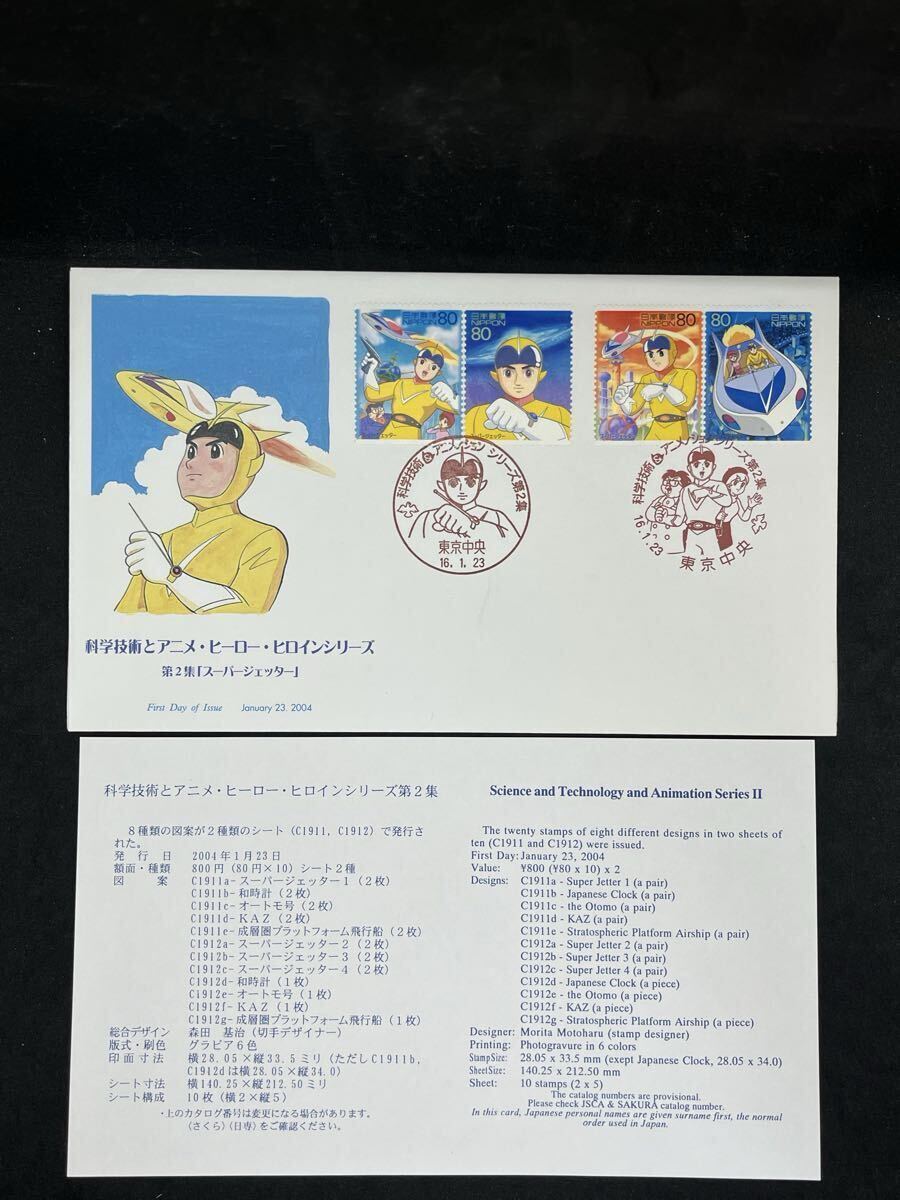 日本郵便 80
NIPPON
日本郵便
NIPPON
80
スーパージェッター
日本郵便 80
NIPPON
80 日本郵便
NIPPON
科学技術とアニメーション シリーズ第2集
東京中央
16.1.23
科学技術とアニメーションシリーズ第2集
16.1.23
東京中央
科学技術とアニメ・ヒーロー・ヒロインシリーズ
第2集「スーパージェッター」
First Day of Issue January 23. 2004
科学技術とアニメ・ヒーロー・ヒロインシリーズ第2集
8種類の図案が2種類のシート(C1911, C1912)で発行さ
れた。
発行日 2004年1月23日
額面・種類 800円(80円×10)シート2種
図案 C1911a-スーパージェッター1(2枚)
C1911b-和時計(2枚)
C1911c-オートモ号(2枚)
C1911d-KAZ(2枚)
C1911e-成層圏プラットフォーム飛行船(2枚)
C1912a-スーパージェッター2(2枚)
C1912b-スーパージェッター3(2枚)
C1912c-スーパージェッター4(2枚)
C1912d-和時計(1枚)
C1912e-オートモ号(1枚)
C1912f-KAZ(1枚)
C1912g-成層圏プラットフォーム飛行船(1枚)
総合デザイン 森田 基治(切手デザイナー)
版式・刷色 グラビア6色
印面寸法 横28.05×縦33.5ミリ(ただしC1911b,
C1912dは横28.05×縦34.0)
シート寸法 横140.25×縦212.50ミリ
シート構成 10枚(横2×縦5)
・上のカタログ番号は変更になる場合があります。
(さくら)(日専)をご確認ください。
Science and Technology and Animation Series II
The twenty stamps of eight different designs in two sheets of
ten (C1911 and C1912) were issued.
First Day: January 23, 2004
Value: ¥800 (¥80 x 10) x 2
Designs: C1911a - Super Jetter 1 (a pair)
C1911b - Japanese Clock (a pair)
C1911c - the Otomo (a pair)
C1911d - KAZ (a pair)
C1911e - Stratospheric Platform Airship (a pair)
C1912a - Super Jetter 2 (a pair)
C1912b - Super Jetter 3 (a pair)
C1912c - Super Jetter 4 (a pair)
C1912d - Japanese Clock (a piece)
C1912e - the Otomo (a piece)
C1912f - KAZ (a piece)
C1912g - Stratospheric Platform Airship (a piece)
Designer: Morita Motoharu (stamp designer)
Printing: Photogravure in 6 colors
Stamp Size: 28.05 x 33.5 mm (exept Japanese Clock, 28.05 x 34.0)
Sheet Size: 140.25 x 212.50 mm
Sheet: 10 stamps (2 x 5)
The catalog numbers are provisional.
Please check JSCA & SAKURA catalog number.
In this card, Japanese personal names are given surname first, the normal
order used in Japan.